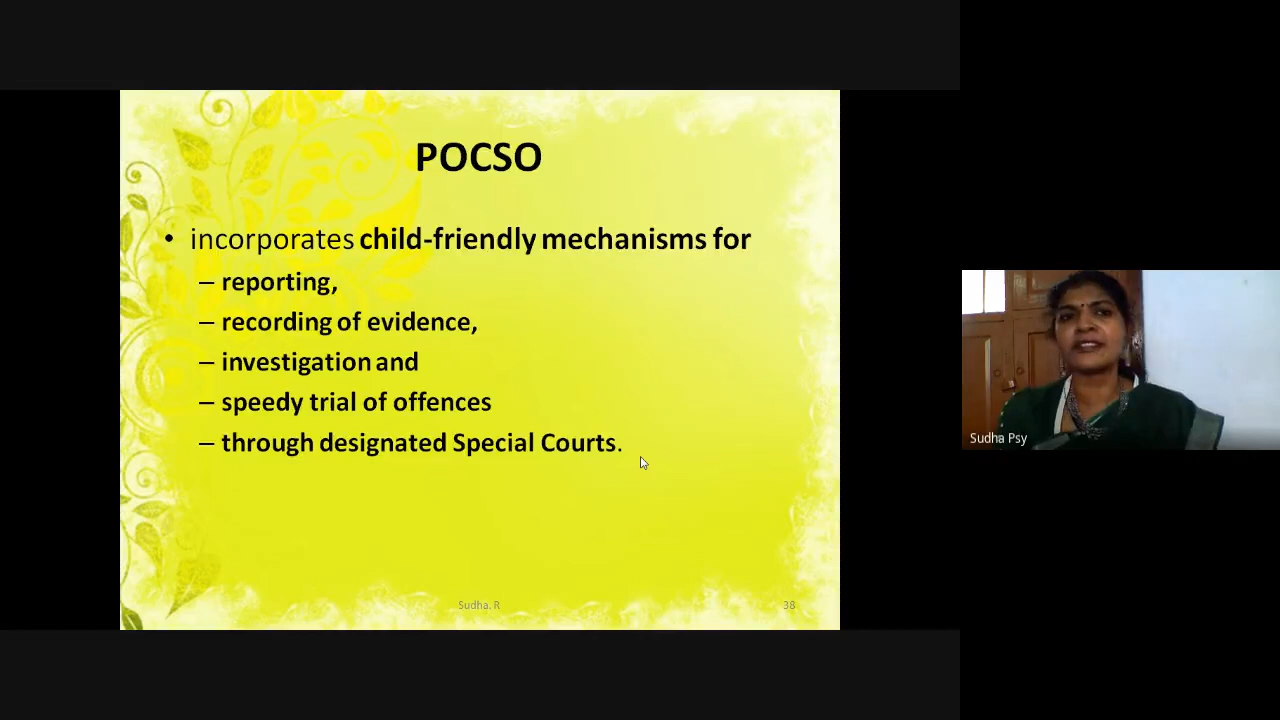 POCSO
• incorporates child-friendly mechanisms for
– reporting,
– recording of evidence,
– investigation and
– speedy trial of offences
– through designated Special Courts.
Sudha. R
38
Sudha Psy